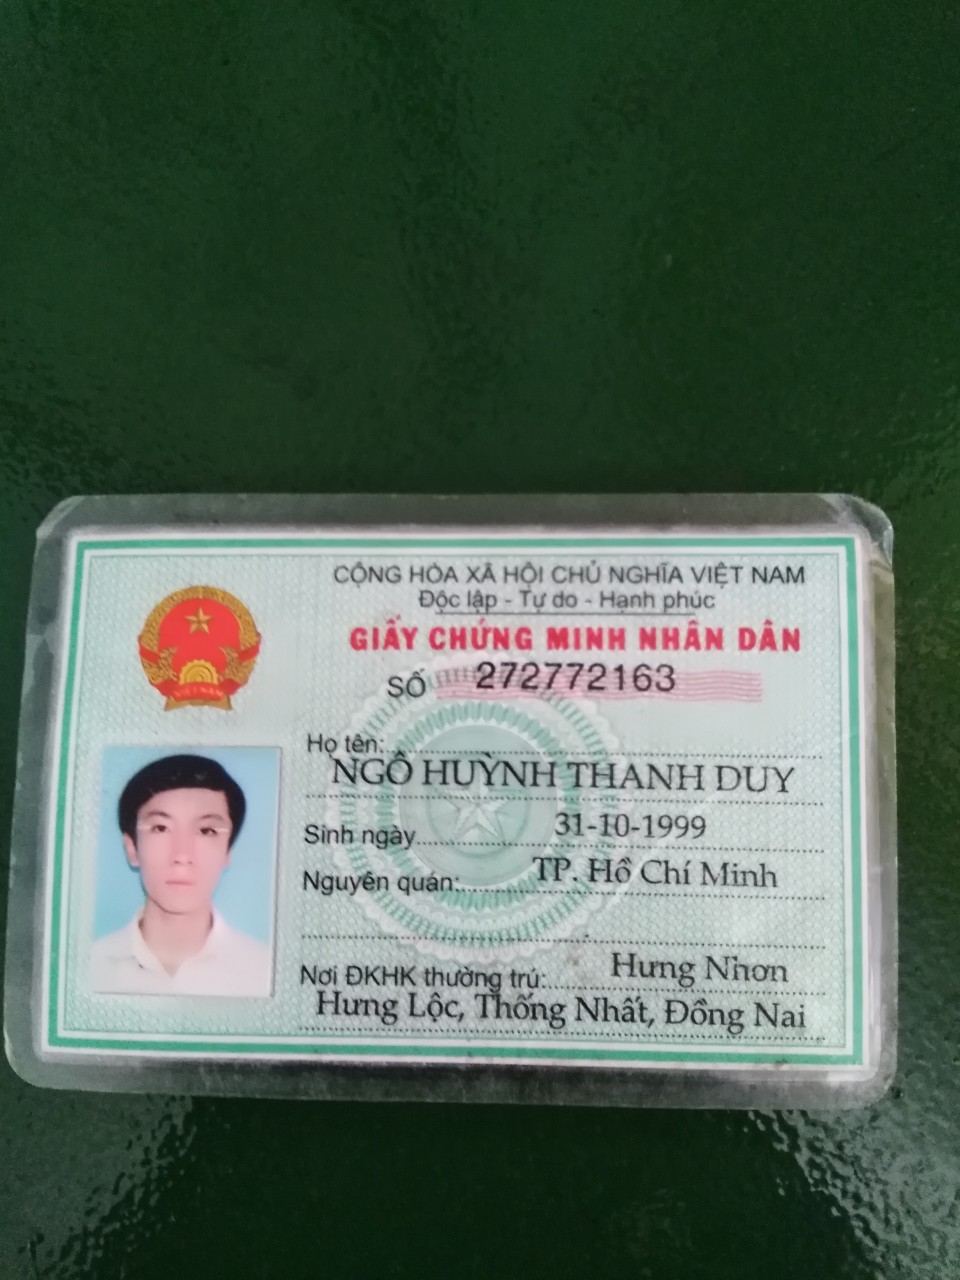 CỘNG HÒA XÃ HỘI CHỦ NGHĨA VIỆT NAM
Độc lập - Tự do - Hạnh phúc
GIẤY CHỨNG MINH NHÂN DÂN
SỐ 272772163
VIỆT NAM
Họ tên:
NGÔ HUỲNH THANH DUY
Sinh ngày 31-10-1999
Nguyên quán: TP. Hồ Chí Minh
Nơi ĐKHK thường trú: Hưng Nhơn
Hưng Lộc, Thống Nhất, Đồng Nai